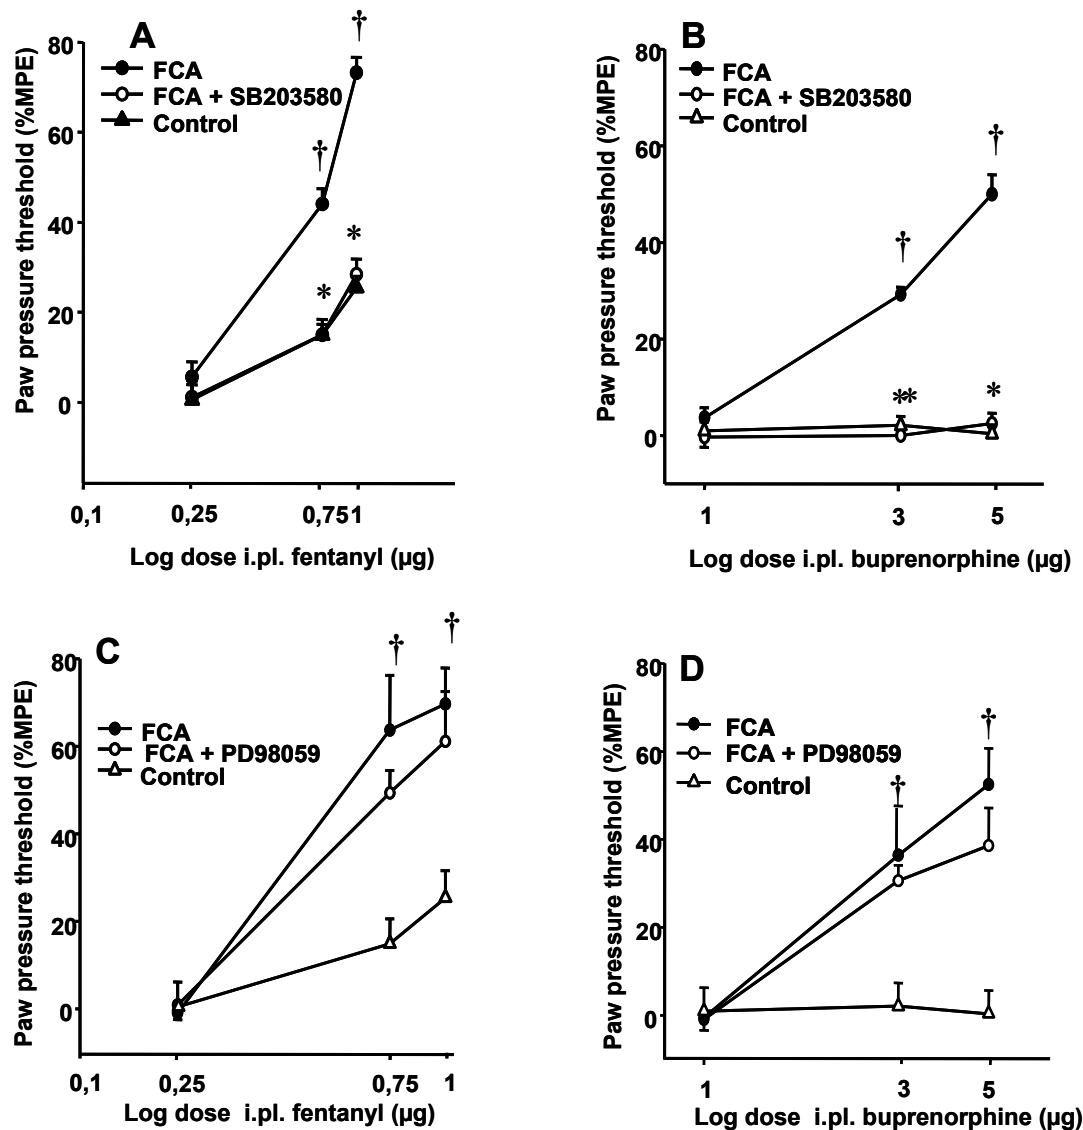 A
80
60
40
20
0
Paw pressure threshold (%MPE)
FCA
FCA + SB203580
Control
†
†
*
*
0,1 0,25 0,751
Log dose i.pl. fentanyl (µg)
B
80
60
40
20
0
Paw pressure threshold (%MPE)
FCA
FCA + SB203580
Control
†
†
**
*
1 3 5
Log dose i.pl. buprenorphine (µg)
C
80
60
40
20
0
Paw pressure threshold (%MPE)
FCA
FCA + PD98059
Control
†
†
0,1 0,25 0,75 1
Log dose i.pl. fentanyl (µg)
D
80
60
40
20
0
Paw pressure threshold (%MPE)
FCA
FCA + PD98059
Control
†
†
1 3 5
Log dose i.pl. buprenorphine (µg)